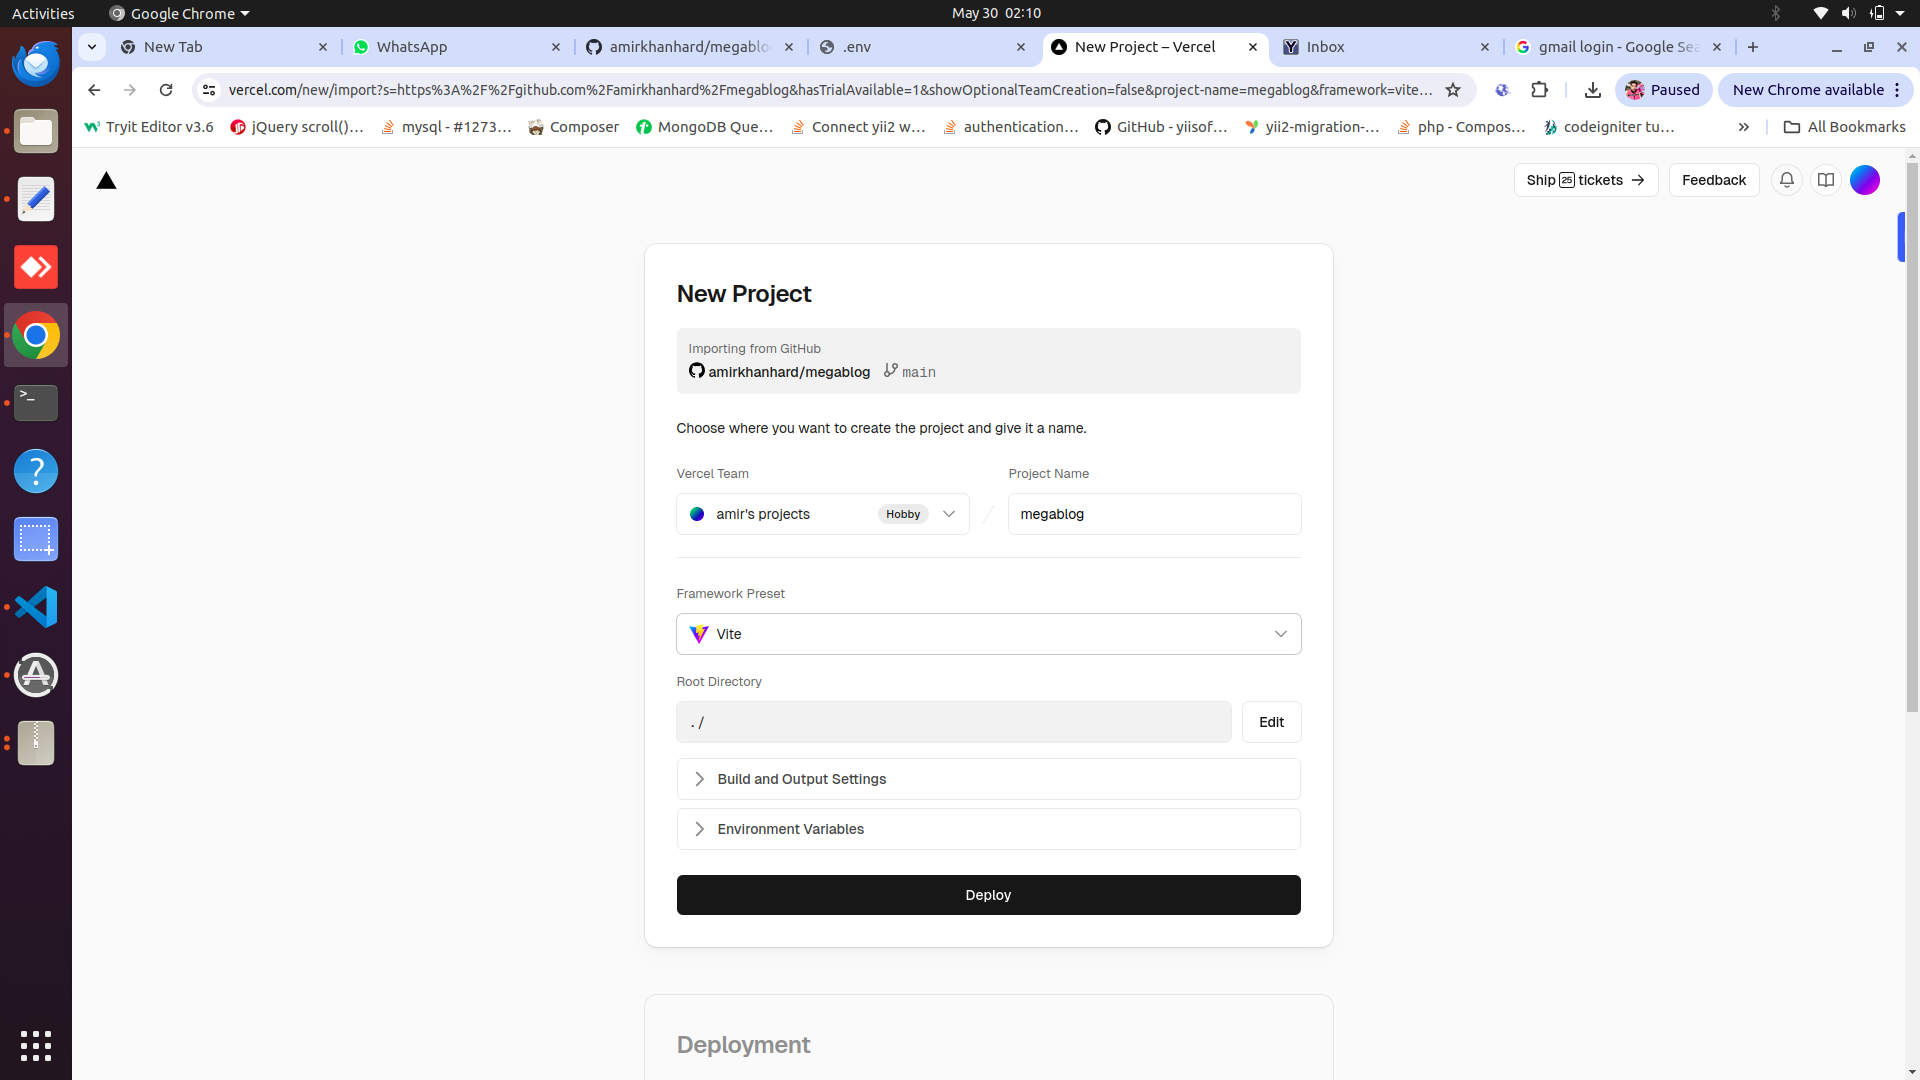 Activities
Google Chrome
May 30 02:10
New Tab
WhatsApp
amirkhanhard/megablo
.env
New Project – Vercel
Inbox
gmail login - Google Sea
vercel.com/new/import?s=https%3A%2F%2Fgithub.com%2Famirkhanhard%2Fmegablog&hasTrialAvailable=1&showOptionalTeamCreation=false&project-name=megablog&framework=vite...
Paused
New Chrome available
Tryit Editor v3.6
jQuery scroll()...
mysql - #1273...
Composer
MongoDB Que...
Connect yii2 w...
authentication...
GitHub - yiisof...
yii2-migration-...
php - Compos...
codeigniter tu...
All Bookmarks
Ship 25 tickets →
Feedback
New Project
Importing from GitHub
amirkhanhard/megablog
main
Choose where you want to create the project and give it a name.
Vercel Team
Project Name
amir's projects
Hobby
megablog
Framework Preset
Vite
Root Directory
./
Edit
Build and Output Settings
Environment Variables
Deploy
Deployment